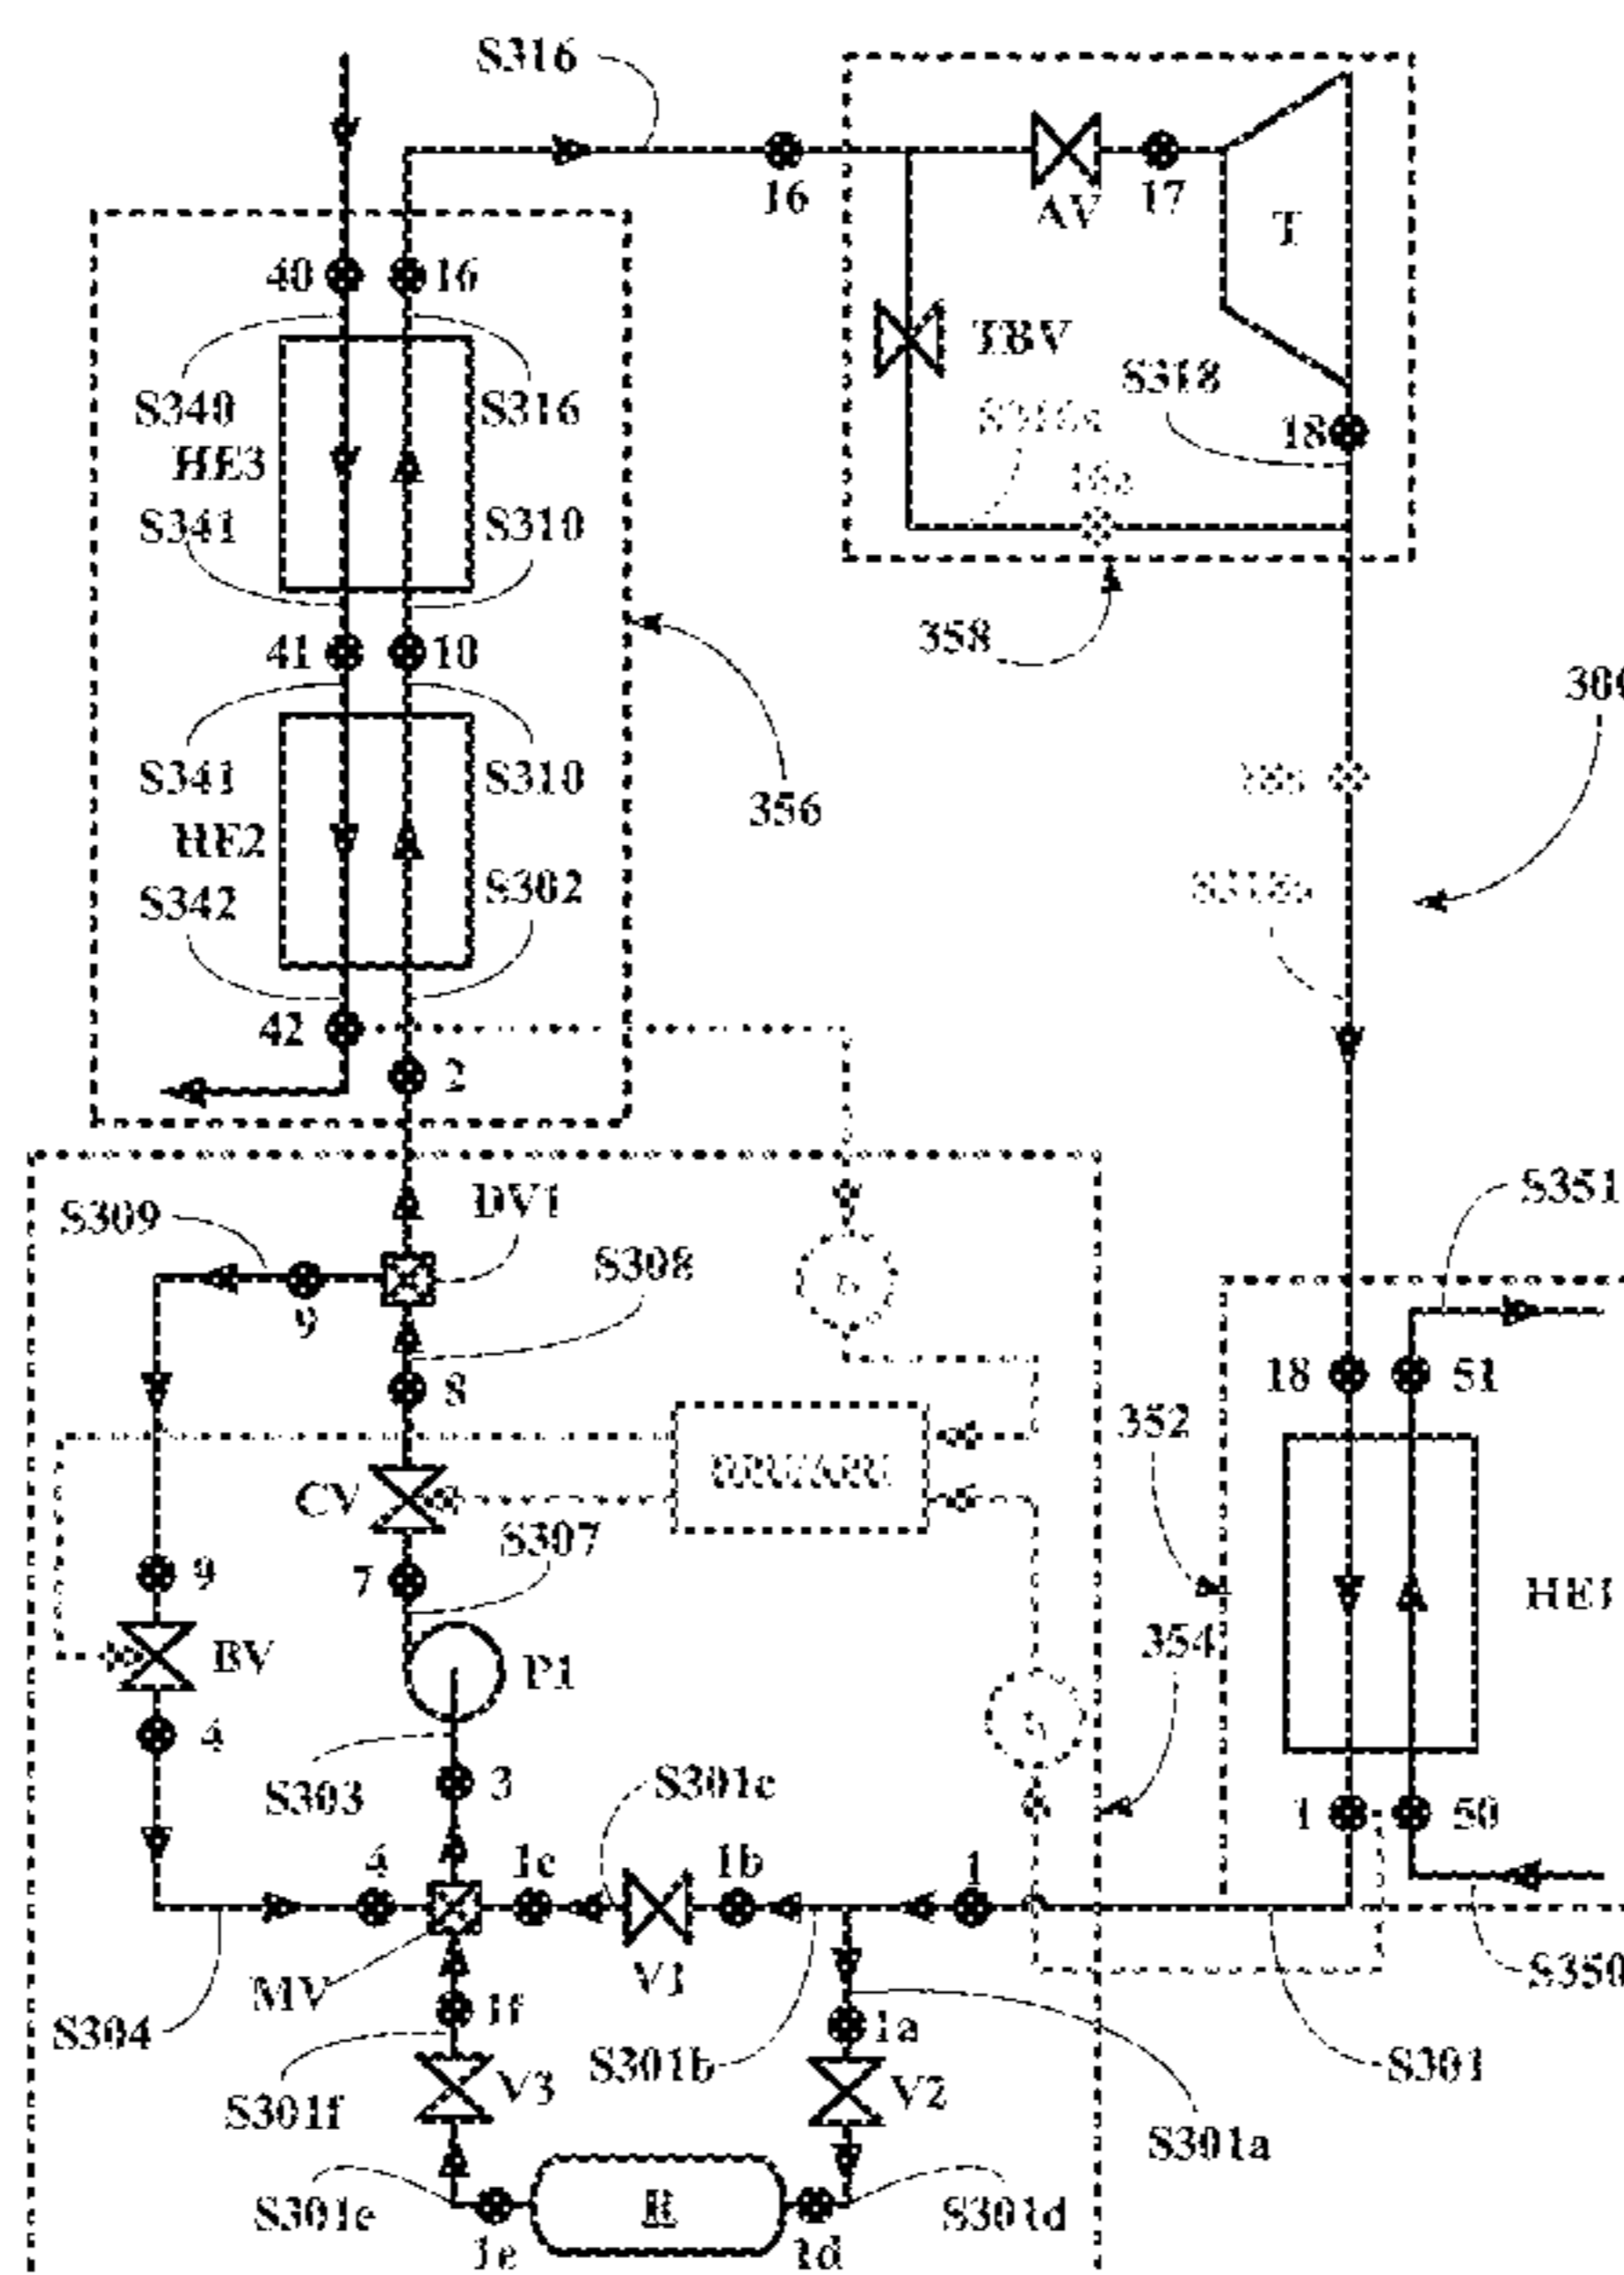 S316
16
AV
17
T
40
16
TBV
S318
S340
S316
18
HE3
S341
S310
41
10
358
S341
S310
356
HE2
S302
S342
42
2
DV1
S351
S309
S308
9
18
51
8
352
CV
S307
9
7
HE1
354
BV
P1
4
S303
3
S301c
1
50
4
1c
1b
1
MV
V1
S350
S304
1f
1a
S301b
S301
S301f
V3
V2
S301a
S301e
R
S301d
1e
1d